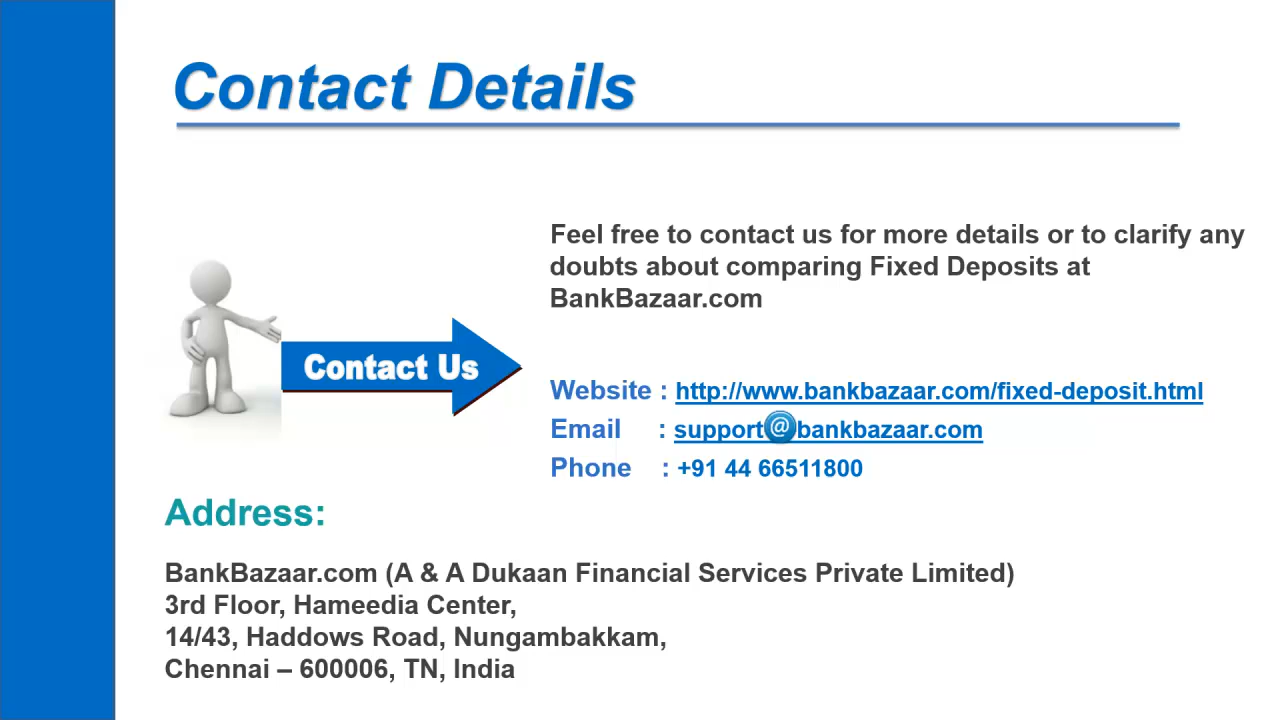 Contact Details
Feel free to contact us for more details or to clarify any
doubts about comparing Fixed Deposits at
BankBazaar.com
Contact Us
Website : http://www.bankbazaar.com/fixed-deposit.html
Email : support@bankbazaar.com
Phone : +91 44 66511800
Address:
BankBazaar.com (A & A Dukaan Financial Services Private Limited)
3rd Floor, Hameedia Center,
14/43, Haddows Road, Nungambakkam,
Chennai – 600006, TN, India